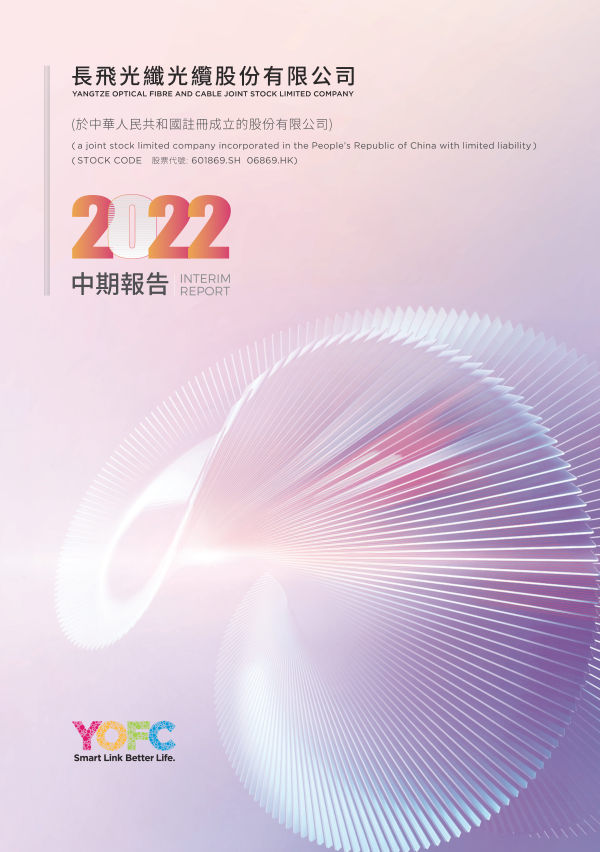 長飛光纖光纜股份有限公司
YANGTZE OPTICAL FIBRE AND CABLE JOINT STOCK LIMITED COMPANY
(於中華人民共和國註冊成立的股份有限公司)
( a joint stock limited company incorporated in the People's Republic of China with limited liability )
( STOCK CODE 股票代號: 601869.SH 06869.HK)
2022
中期報告
INTERIM
REPORT
YOFC
Smart Link Better Life.